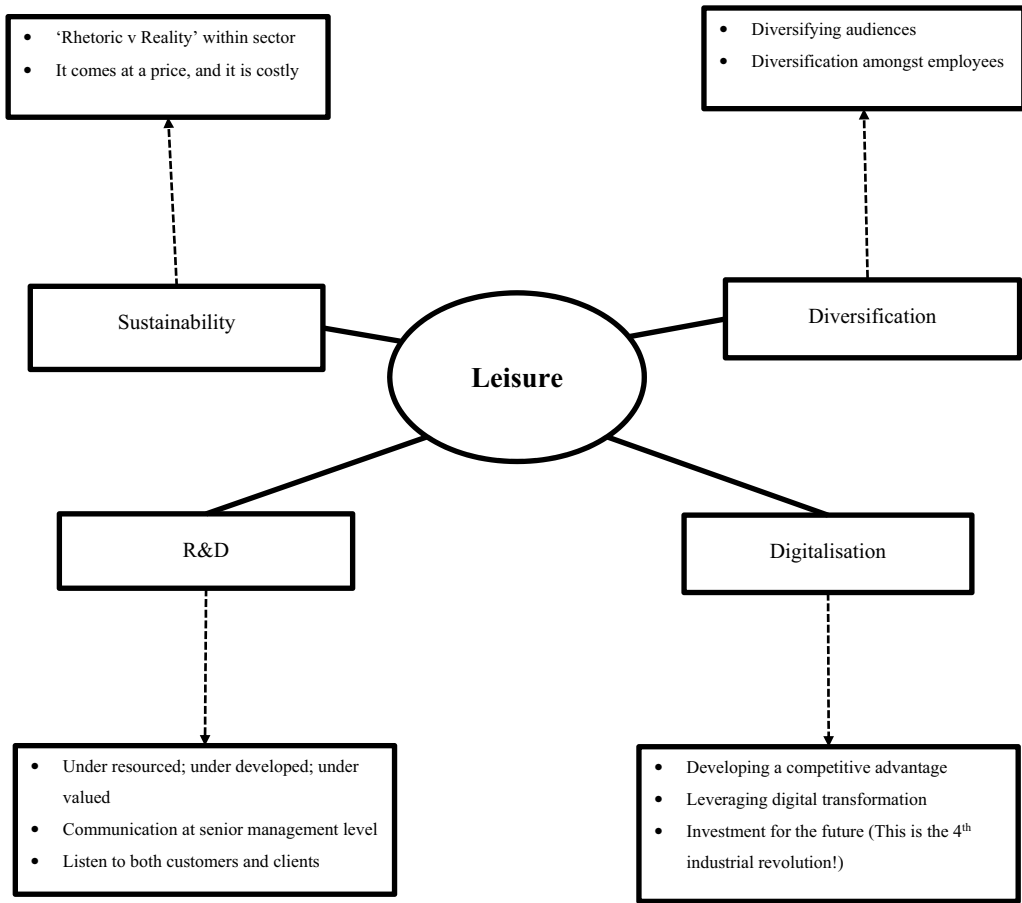 • ‘Rhetoric v Reality’ within sector
• It comes at a price, and it is costly
• Diversifying audiences
• Diversification amongst employees
Sustainability
Diversification
Leisure
R&D
Digitalisation
• Under resourced; under developed; under
valued
• Communication at senior management level
• Listen to both customers and clients
• Developing a competitive advantage
• Leveraging digital transformation
• Investment for the future (This is the 4th
industrial revolution!)